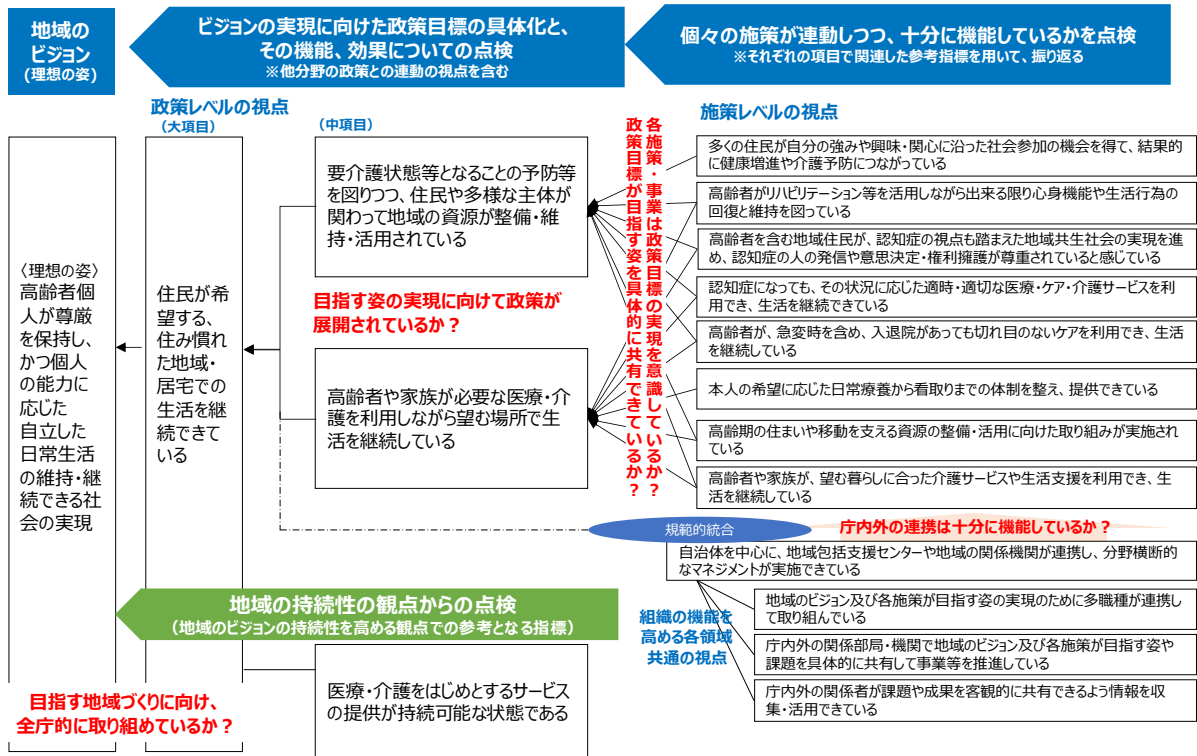 地域の
ビジョン
(理想の姿)
ビジョンの実現に向けた政策目標の具体化と、
その機能、効果についての点検
※他分野の政策との連動の視点を含む
個々の施策が連動しつつ、十分に機能しているかを点検
※それぞれの項目で関連した参考指標を用いて、振り返る
政策レベルの視点
（大項目）
（中項目）
施策レベルの視点
〈理想の姿〉
高齢者個
人が尊厳
を保持し、
かつ個人
の能力に
応じた
自立した
日常生活
の維持・継
続できる社
会の実現
住民が希
望する、
住み慣れ
た地域・
居宅での
生活を継
続できて
いる
要介護状態等となることの予防等
を図りつつ、住民や多様な主体が
関わって地域の資源が整備・維
持・活用されている
目指す姿の実現に向けて政策が
展開されているか？
高齢者や家族が必要な医療・介
護を利用しながら望む場所で生
活を継続している
各施策・事業は政策目標の実現を意識しているか？
政策目標が目指す姿を具体的に共有できているか？
多くの住民が自分の強みや興味・関心に沿った社会参加の機会を得て、結果的
に健康増進や介護予防につながっている
高齢者がリハビリテーション等を活用しながら出来る限り心身機能や生活行為の
回復と維持を図っている
高齢者を含む地域住民が、認知症の視点も踏まえた地域共生社会の実現を進
め、認知症の人の発信や意思決定・権利擁護が尊重されていると感じている
認知症になっても、その状況に応じた適時・適切な医療・ケア・介護サービスを利
用でき、生活を継続できている
高齢者が、急変時を含め、入退院があっても切れ目のないケアを利用でき、生活
を継続している
本人の希望に応じた日常療養から看取りまでの体制を整え、提供できている
高齢期の住まいや移動を支える資源の整備・活用に向けた取り組みが実施され
ている
高齢者や家族が、望む暮らしに合った介護サービスや生活支援を利用でき、生
活を継続している
規範的統合
庁内外の連携は十分に機能しているか？
自治体を中心に、地域包括支援センターや地域の関係機関が連携し、分野横断的
なマネジメントが実施できている
地域の持続性の観点からの点検
（地域のビジョンの持続性を高める観点での参考となる指標）
組織の機能を
高める各領域
共通の視点
地域のビジョン及び各施策が目指す姿の実現のために多職種が連携し
て取り組んでいる
庁内外の関係部局・機関で地域のビジョン及び各施策が目指す姿や
課題を具体的に共有して事業等を推進している
庁内外の関係者が課題や成果を客観的に共有できるよう情報を収
集・活用できている
目指す地域づくりに向け、
全庁的に取り組めているか？
医療・介護をはじめとするサービス
の提供が持続可能な状態である